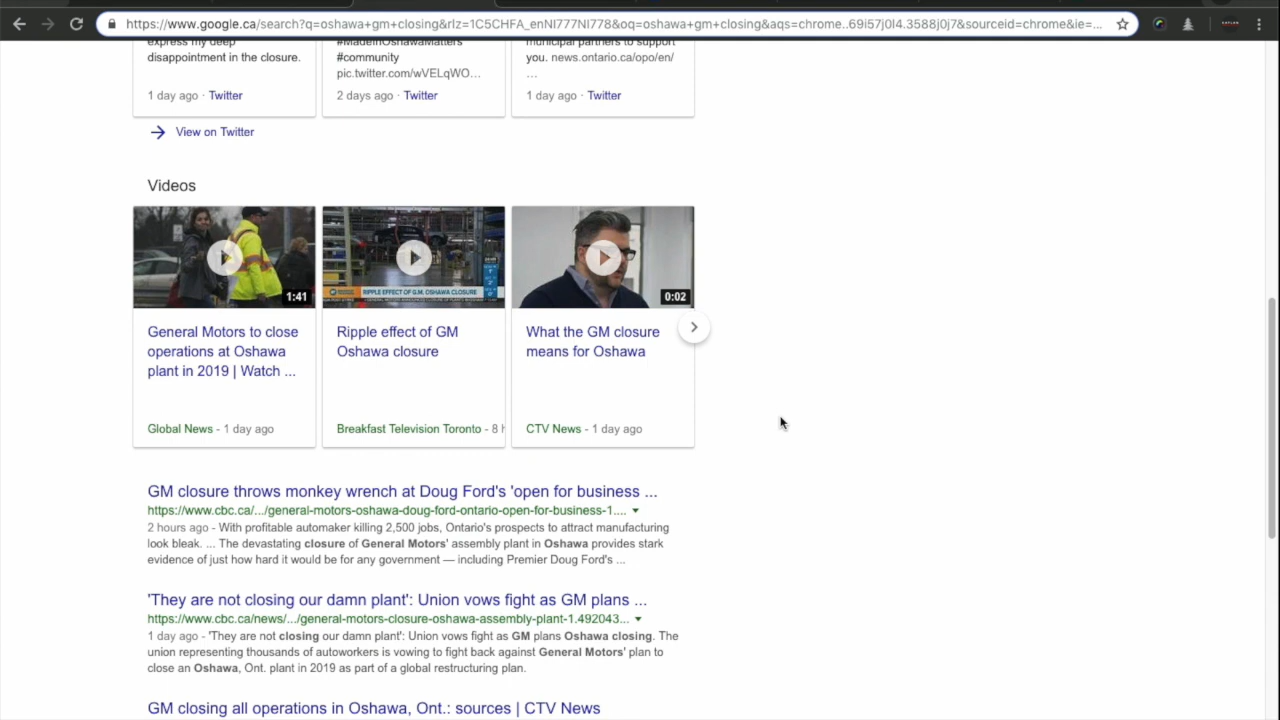 https://www.google.ca/search?q=oshawa+gm+closing&rlz=1C5CHFA_enNI777NI778&oq=oshawa+gm+closing&aqs=chrome..69i57j0l4.3588j0j7&sourceid=chrome&ie=...
express my deep
disappointment in the closure.
1 day ago · Twitter
#MadeInOshawaMatters
#community
pic.twitter.com/wVELqWO...
2 days ago · Twitter
municipal partners to support
you. news.ontario.ca/opo/en/
...
1 day ago · Twitter
View on Twitter
Videos
1:41
General Motors to close
operations at Oshawa
plant in 2019 | Watch ...
Global News - 1 day ago
RIPPLE EFFECT OF G.M. OSHAWA CLOSURE
Ripple effect of GM
Oshawa closure
Breakfast Television Toronto - 8 h
0:02
What the GM closure
means for Oshawa
CTV News - 1 day ago
GM closure throws monkey wrench at Doug Ford's 'open for business ...
https://www.cbc.ca/.../general-motors-oshawa-doug-ford-ontario-open-for-business-1....
2 hours ago - With profitable automaker killing 2,500 jobs, Ontario's prospects to attract manufacturing
look bleak. ... The devastating closure of General Motors' assembly plant in Oshawa provides stark
evidence of just how hard it would be for any government — including Premier Doug Ford's ...
'They are not closing our damn plant': Union vows fight as GM plans ...
https://www.cbc.ca/news/.../general-motors-closure-oshawa-assembly-plant-1.492043...
1 day ago - 'They are not closing our damn plant': Union vows fight as GM plans Oshawa closing. The
union representing thousands of autoworkers is vowing to fight back against General Motors' plan to
close an Oshawa, Ont. plant in 2019 as part of a global restructuring plan.
GM closing all operations in Oshawa, Ont.: sources | CTV News